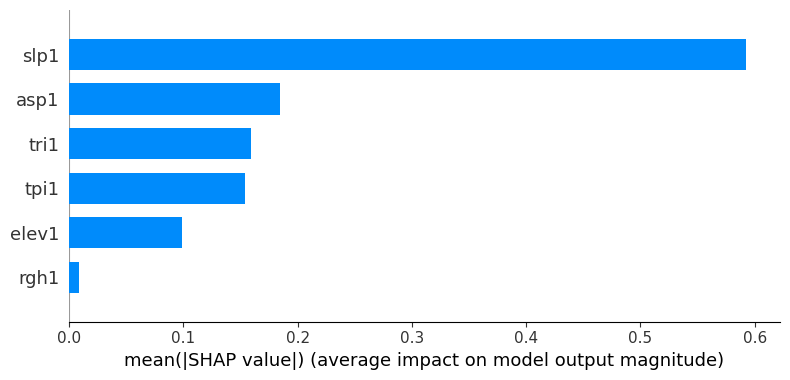 slp1
asp1
tri1
tpi1
elev1
rgh1
0.0 0.1 0.2 0.3 0.4 0.5 0.6
mean(|SHAP value|) (average impact on model output magnitude)